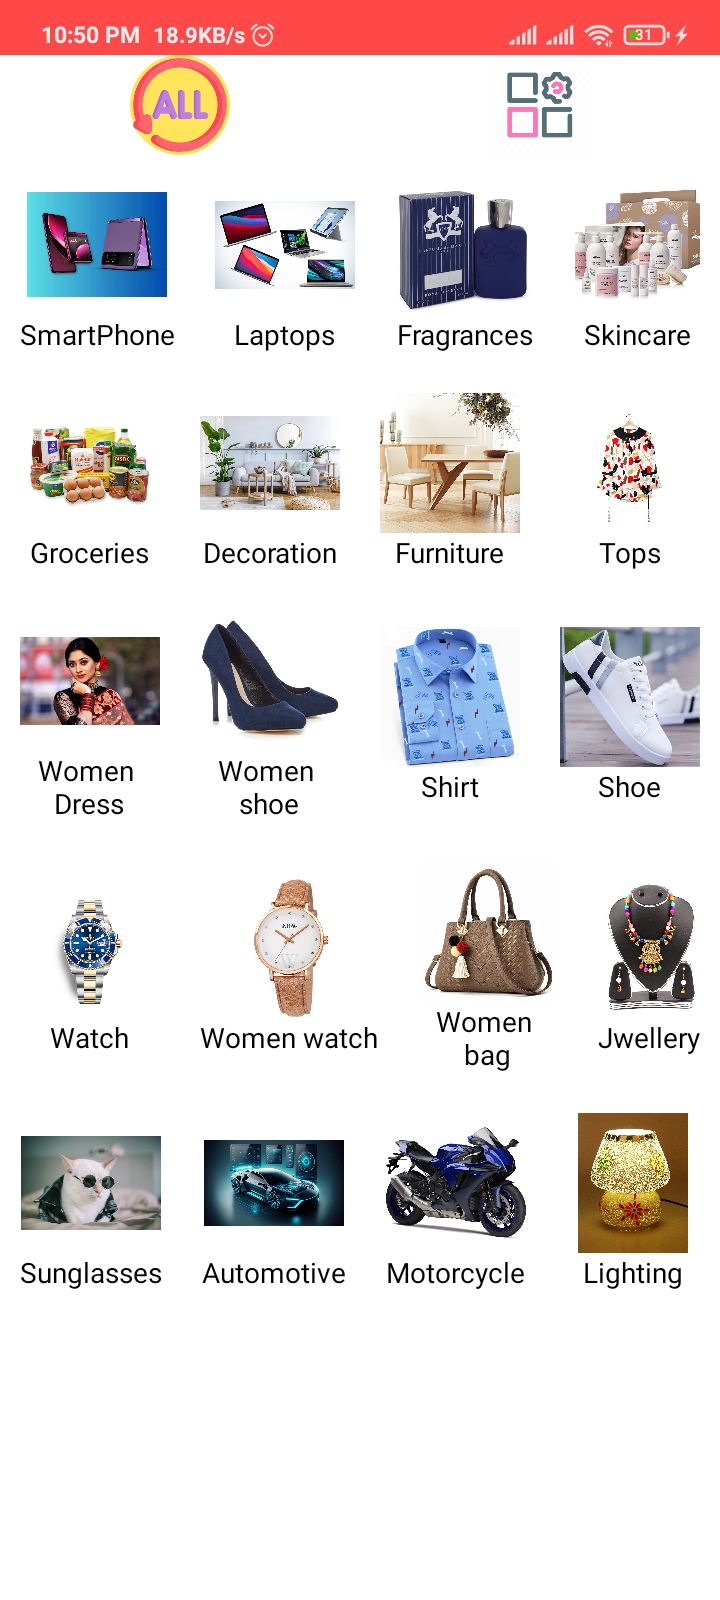 10:50 PM 18.9KB/s 31
ALL
SmartPhone Laptops Fragrances Skincare
Groceries Decoration Furniture Tops
Women Dress
Women shoe
Shirt
Shoe
Watch
Women watch
Women bag
Jwellery
Sunglasses Automotive Motorcycle Lighting